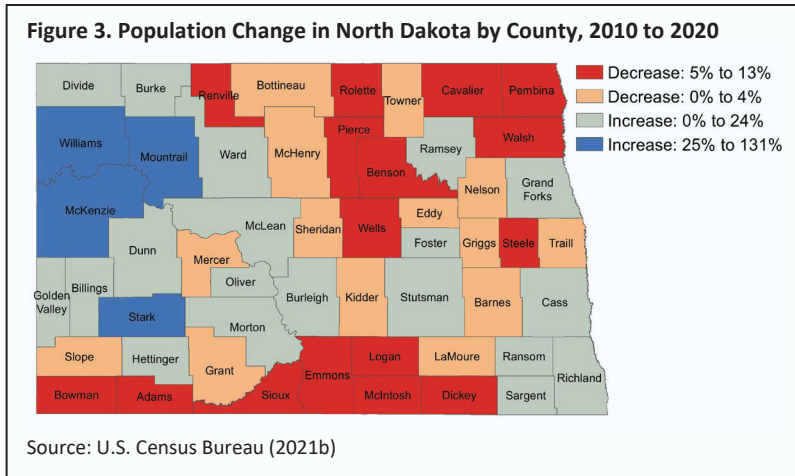 Figure 3. Population Change in North Dakota by County, 2010 to 2020
Decrease: 5% to 13%
Decrease: 0% to 4%
Increase: 0% to 24%
Increase: 25% to 131%
Divide
Burke
Renville
Bottineau
Rolette
Towner
Cavalier
Pembina
Williams
Mountrail
Ward
McHenry
Pierce
Benson
Ramsey
Walsh
Nelson
Grand
Forks
McKenzie
McLean
Sheridan
Wells
Eddy
Foster
Griggs
Steele
Traill
Dunn
Mercer
Oliver
Golden
Valley
Billings
Burleigh
Kidder
Stutsman
Barnes
Cass
Stark
Morton
Slope
Hettinger
Grant
Emmons
Logan
LaMoure
Ransom
Richland
Bowman
Adams
Sioux
McIntosh
Dickey
Sargent
Source: U.S. Census Bureau (2021b)